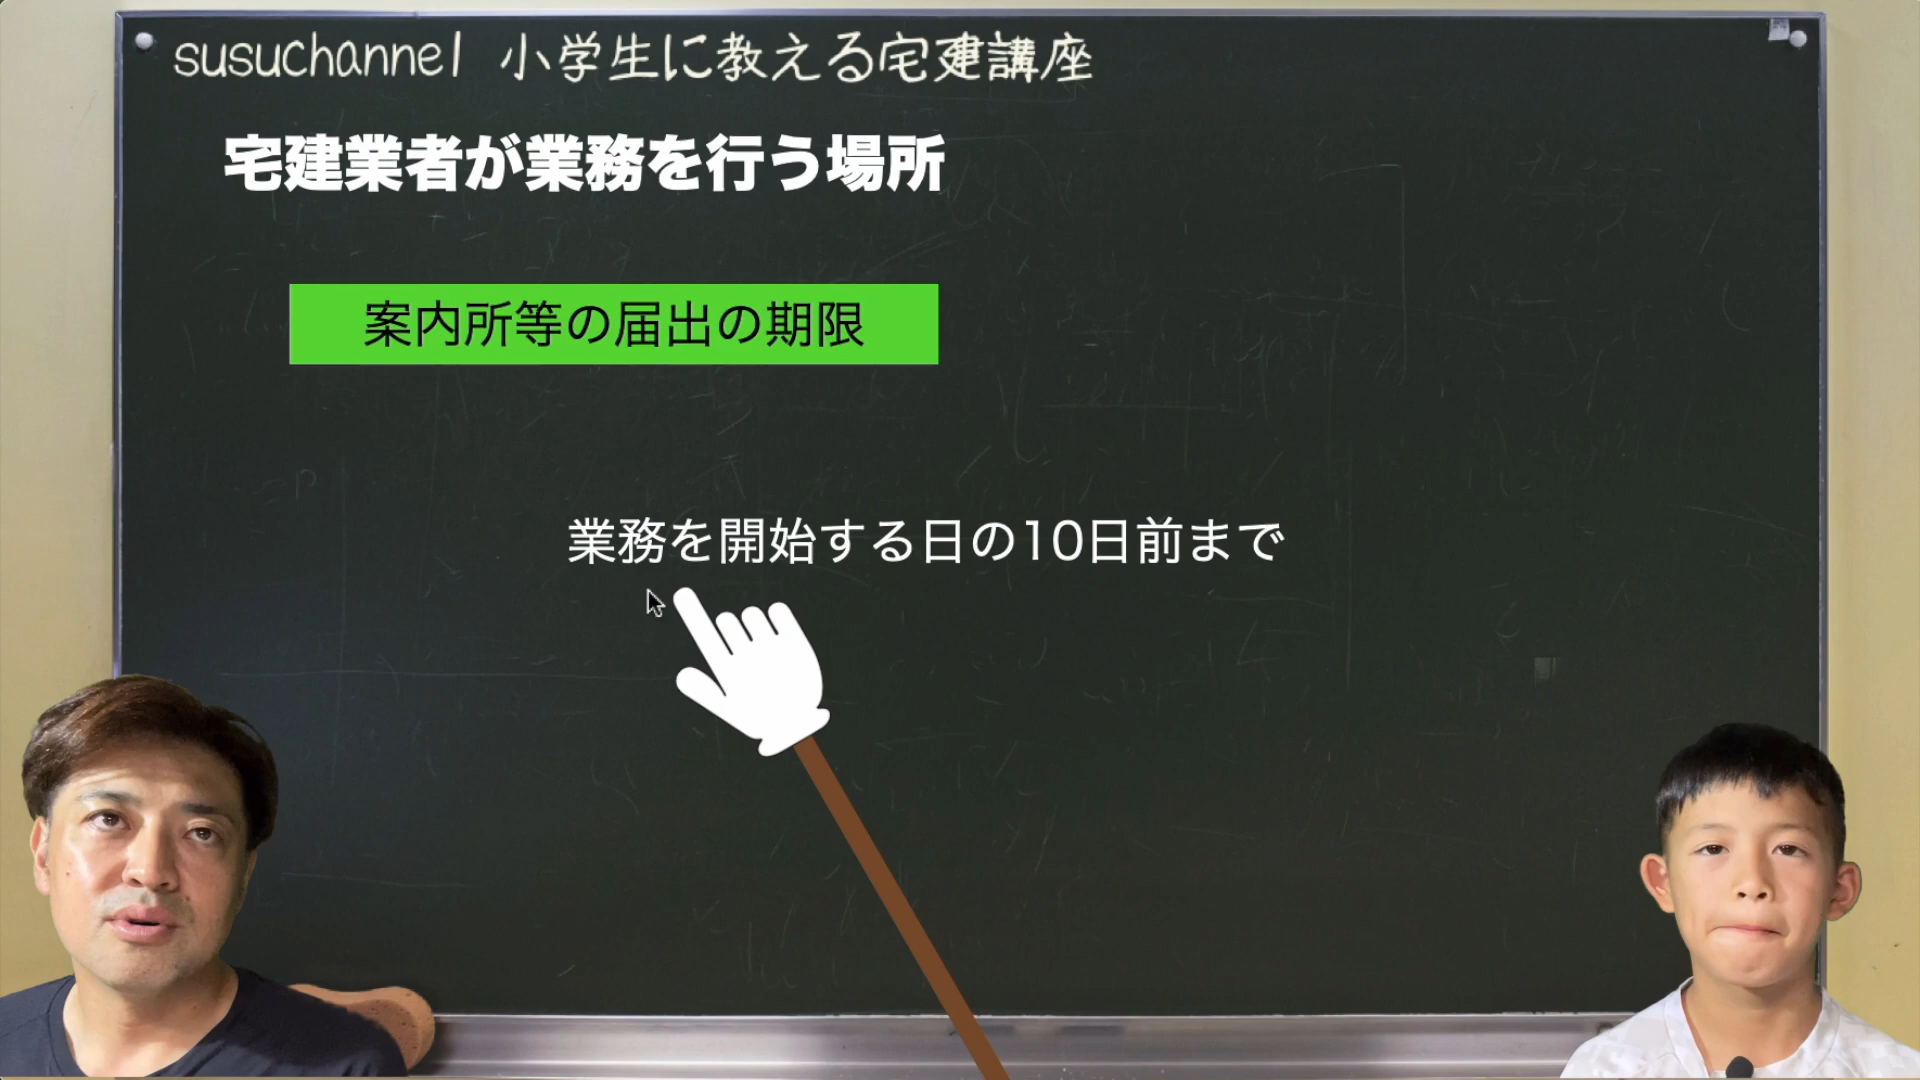 susuchannel 小学生に教える宅建講座
宅建業者が業務を行う場所
案内所等の届出の期限
業務を開始する日の10日前まで